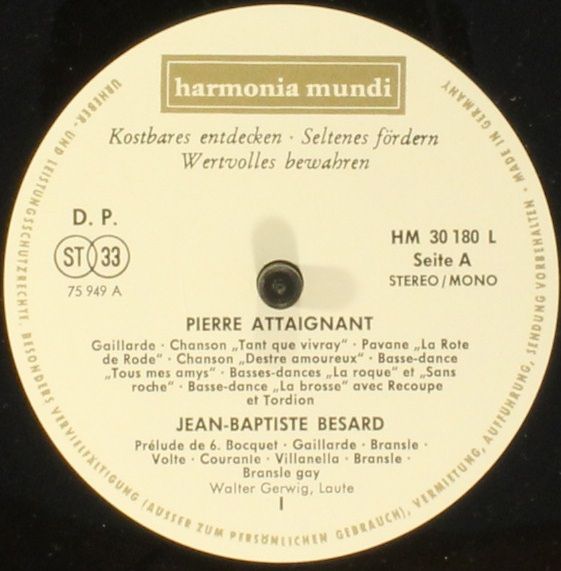 harmonia mundi
Kostbares entdecken · Seltenes fördern
Wertvolles bewahren
D. P.
ST 33
75 949 A
HM 30 180 L
Seite A
STEREO/MONO
PIERRE ATTAIGNANT
Gaillarde · Chanson „Tant que vivray" · Pavane „La Rote
de Rode" · Chanson „Destre amoureux" · Basse-dance
„Tous mes amys" · Basses-dances „La roque" et „Sans
roche" · Basse-dance „La brosse" avec Recoupe
et Tordion
JEAN-BAPTISTE BESARD
Prélude de 6. Bocquet · Gaillarde · Bransle ·
Volte · Courante · Villanella · Bransle ·
Bransle gay
Walter Gerwig, Laute
I
URHEBER- UND LEISTUNGSSCHUTZRECHTE, BESONDERS VERVIELFÄLTIGUNG (AUSSER ZUM PERSÖNLICHEN GEBRAUCH), VERMIETUNG, AUFFÜHRUNG, SENDUNG VORBEHALTEN · MADE IN GERMANY